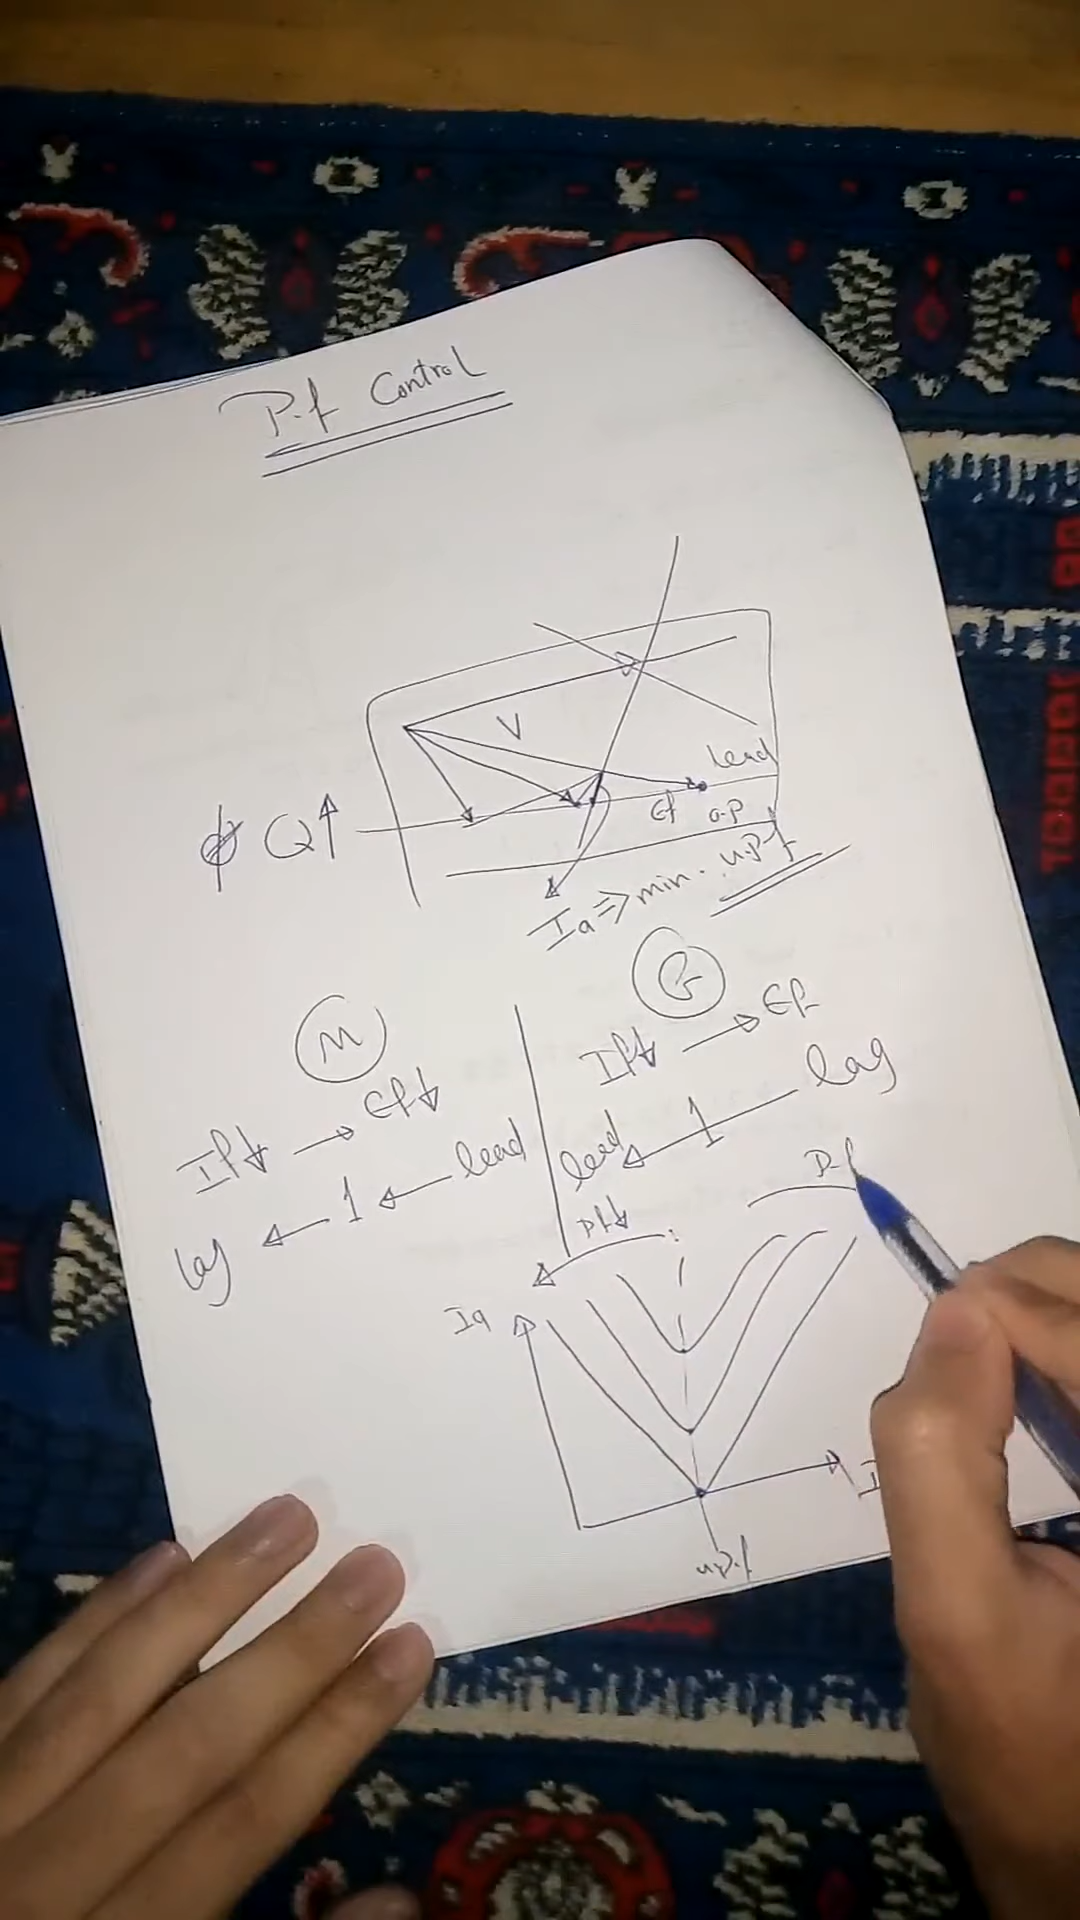 P.f Control
V
Lead
Ef
o.p
Q↑
Ia ⇒ min. u.P.f
M
G
If↓ → Ef↓
lag ← 1 ← lead
If↓ → Ef
lead ← 1 ← lag
Pf↓
P.f
Ia
I
u.P.f